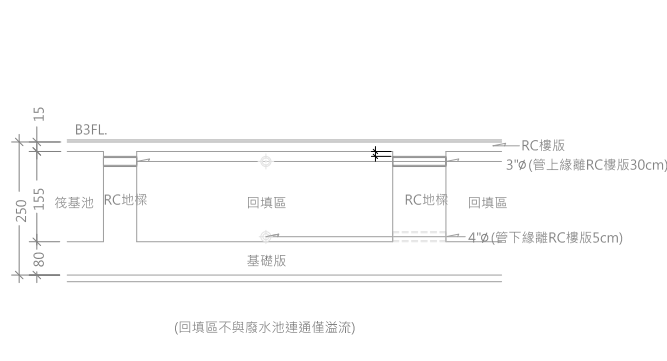 15
B3FL.
RC樓版
3"Ø(管上緣離RC樓版30cm)
250
155
筏基池
RC地樑
回填區
RC地樑
回填區
4"Ø(管下緣離RC樓版5cm)
80
基礎版
(回填區不與廢水池連通僅溢流)